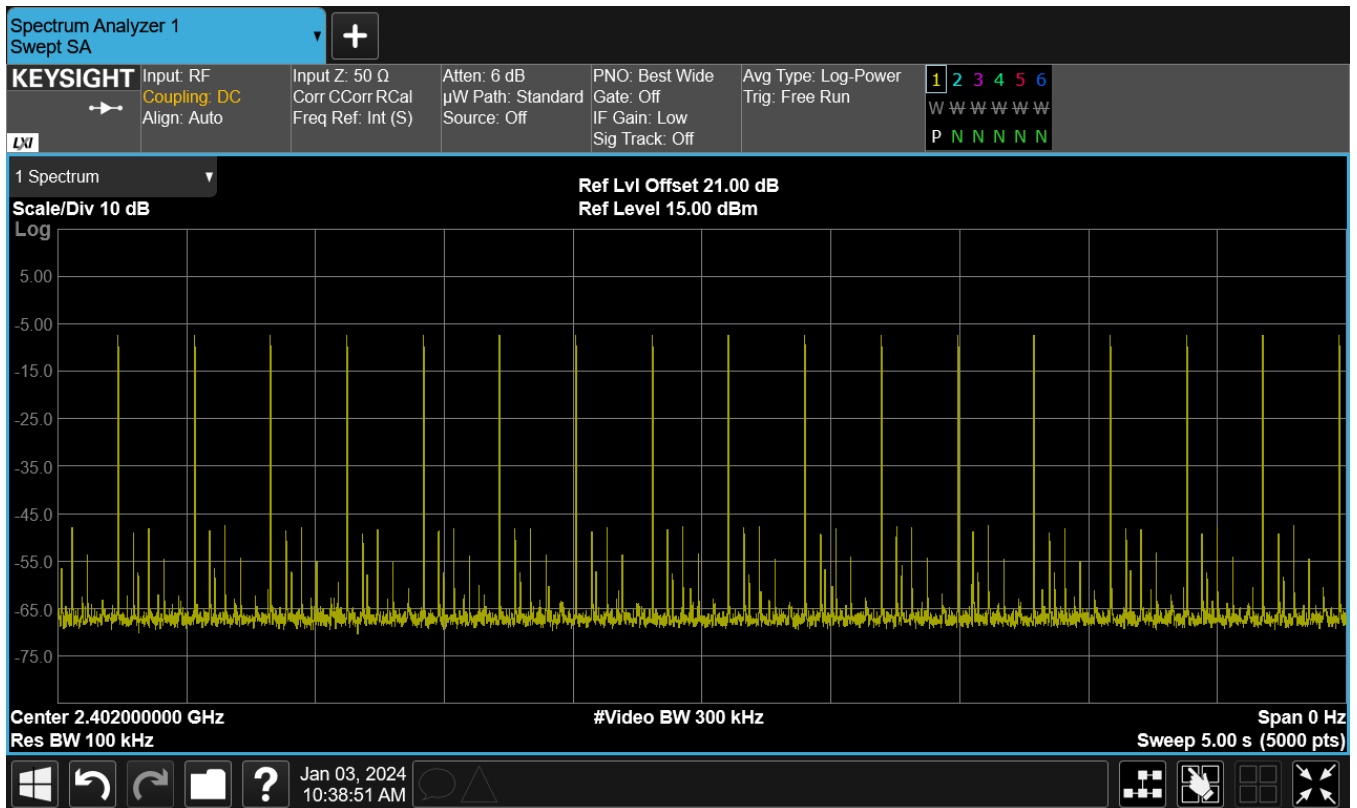 Spectrum Analyzer 1
Swept SA
KEYSIGHT
LXI
Input: RF
Coupling: DC
Align: Auto
Input Z: 50 Ω
Corr CCorr RCal
Freq Ref: Int (S)
Atten: 6 dB
µW Path: Standard
Source: Off
PNO: Best Wide
Gate: Off
IF Gain: Low
Sig Track: Off
Avg Type: Log-Power
Trig: Free Run
1 2 3 4 5 6
W W W W W W
P N N N N N
1 Spectrum
Scale/Div 10 dB
Ref Lvl Offset 21.00 dB
Ref Level 15.00 dBm
Log
5.00
-5.00
-15.0
-25.0
-35.0
-45.0
-55.0
-65.0
-75.0
Center 2.402000000 GHz
#Video BW 300 kHz
Span 0 Hz
Res BW 100 kHz
Sweep 5.00 s (5000 pts)
?
Jan 03, 2024
10:38:51 AM